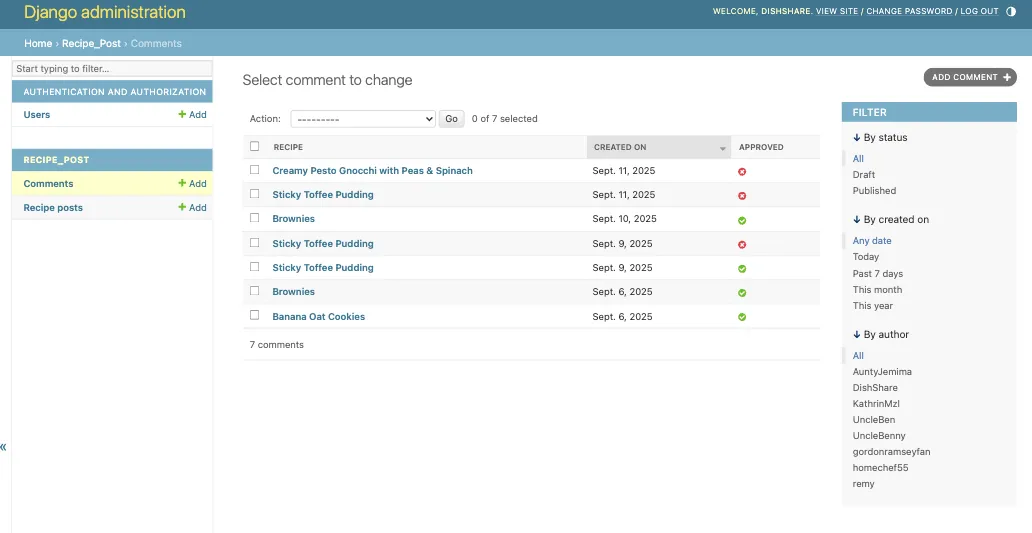 Django administration
WELCOME, DISHSHARE. VIEW SITE / CHANGE PASSWORD / LOG OUT
Home › Recipe_Post › Comments
Start typing to filter...
AUTHENTICATION AND AUTHORIZATION
Users + Add
RECIPE_POST
Comments + Add
Recipe posts + Add
«
Select comment to change
ADD COMMENT +
Action: --------- Go 0 of 7 selected
RECIPE CREATED ON APPROVED
Creamy Pesto Gnocchi with Peas & Spinach Sept. 11, 2025
Sticky Toffee Pudding Sept. 11, 2025
Brownies Sept. 10, 2025
Sticky Toffee Pudding Sept. 9, 2025
Sticky Toffee Pudding Sept. 9, 2025
Brownies Sept. 6, 2025
Banana Oat Cookies Sept. 6, 2025
7 comments
FILTER
↓ By status
All
Draft
Published
↓ By created on
Any date
Today
Past 7 days
This month
This year
↓ By author
All
AuntyJemima
DishShare
KathrinMzl
UncleBen
UncleBenny
gordonramseyfan
homechef55
remy